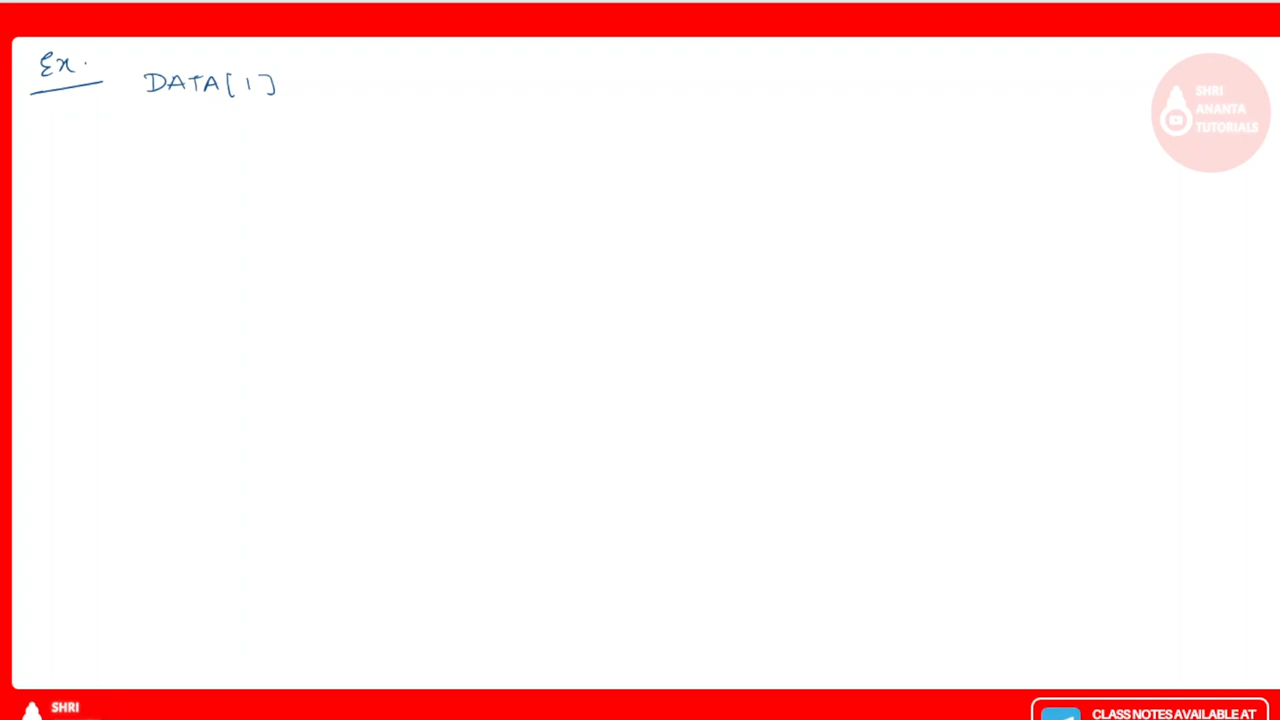 Ex.
DATA[1]
SHRI
ANANTA
TUTORIALS
SHRI
CLASS NOTES AVAILABLE AT